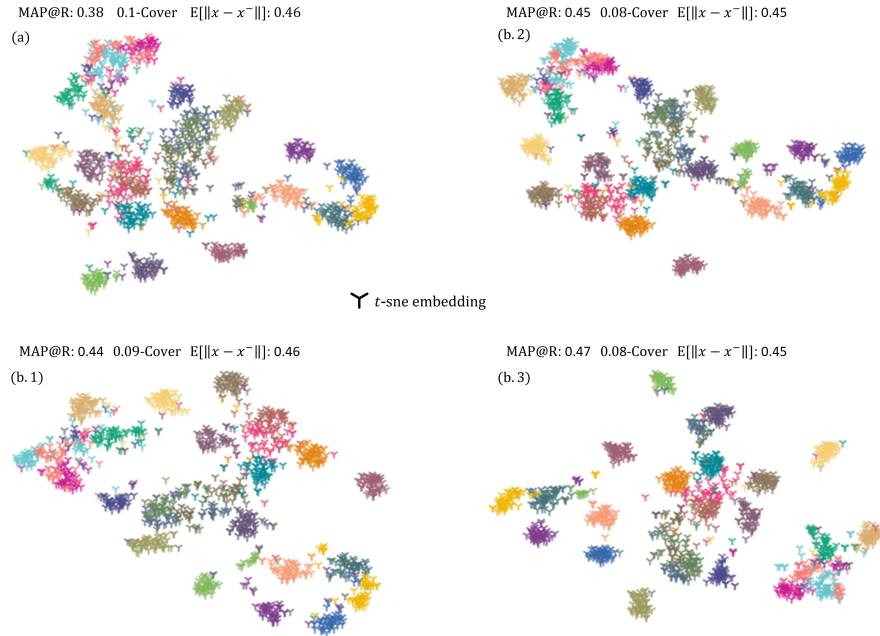 MAP@R: 0.38 0.1-Cover E[‖x − x⁻‖]: 0.46
(a)
MAP@R: 0.45 0.08-Cover E[‖x − x⁻‖]: 0.45
(b. 2)
t-sne embedding
MAP@R: 0.44 0.09-Cover E[‖x − x⁻‖]: 0.46
(b. 1)
MAP@R: 0.47 0.08-Cover E[‖x − x⁻‖]: 0.45
(b. 3)